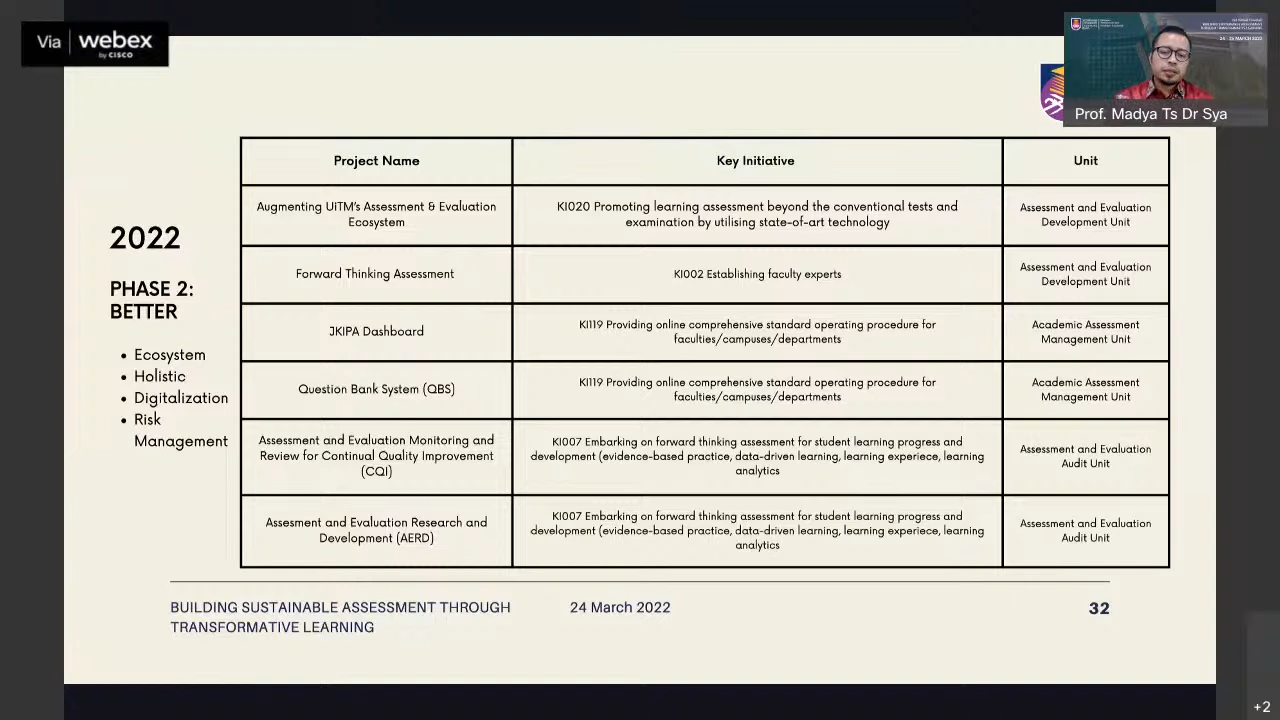 Via webex
by CISCO
24 - 25 MARCH 2022
Prof. Madya Ts Dr Sya
2022
PHASE 2:
BETTER
• Ecosystem
• Holistic
• Digitalization
• Risk
Management
Project Name Key Initiative Unit
Augmenting UiTM's Assessment & Evaluation
Ecosystem
KI020 Promoting learning assessment beyond the conventional tests and
examination by utilising state-of-art technology
Assessment and Evaluation
Development Unit
Forward Thinking Assessment
KI002 Establishing faculty experts
Assessment and Evaluation
Development Unit
JKIPA Dashboard
KI119 Providing online comprehensive standard operating procedure for
faculties/campuses/departments
Academic Assessment
Management Unit
Question Bank System (QBS)
KI119 Providing online comprehensive standard operating procedure for
faculties/campuses/departments
Academic Assessment
Management Unit
Assessment and Evaluation Monitoring and
Review for Continual Quality Improvement
(CQI)
KI007 Embarking on forward thinking assessment for student learning progress and
development (evidence-based practice, data-driven learning, learning experiece, learning
analytics
Assessment and Evaluation
Audit Unit
Assesment and Evaluation Research and
Development (AERD)
KI007 Embarking on forward thinking assessment for student learning progress and
development (evidence-based practice, data-driven learning, learning experiece, learning
analytics
Assessment and Evaluation
Audit Unit
BUILDING SUSTAINABLE ASSESSMENT THROUGH
TRANSFORMATIVE LEARNING
24 March 2022
32
+2